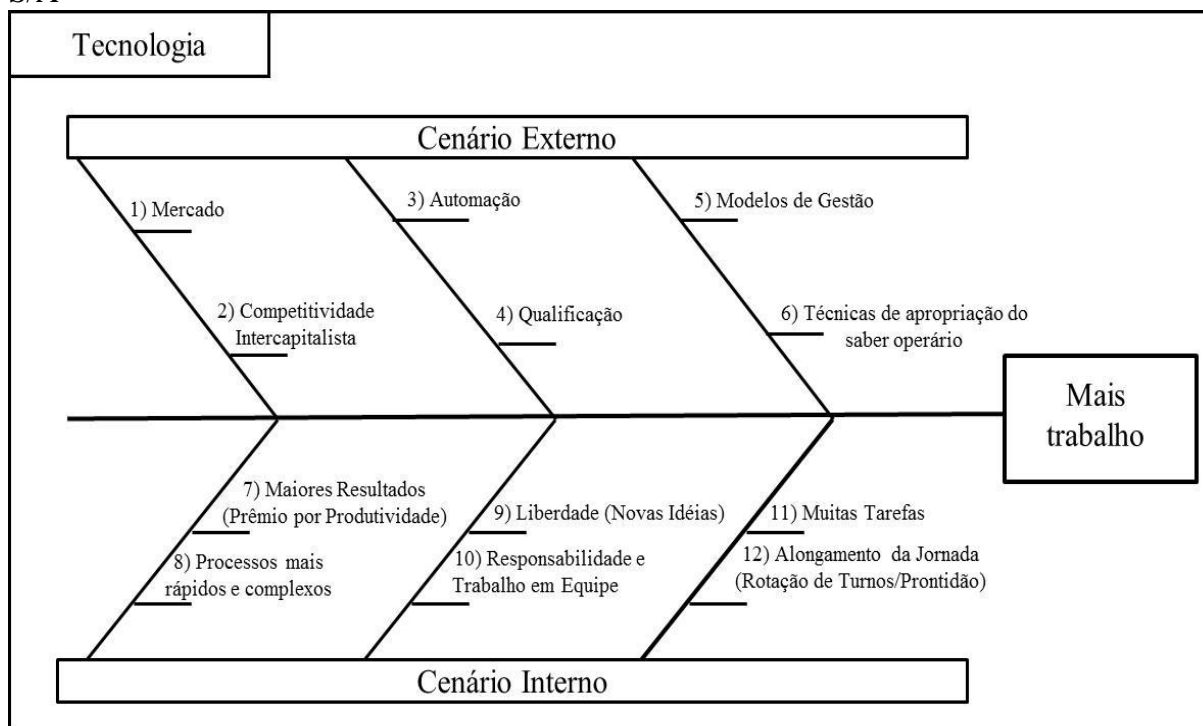 S/A
Tecnologia
Cenário Externo
1) Mercado
3) Automação
5) Modelos de Gestão
2) Competitividade
Intercapitalista
4) Qualificação
6) Técnicas de apropriação do
saber operário
Mais
trabalho
7) Maiores Resultados
(Prêmio por Produtividade)
8) Processos mais
rápidos e complexos
9) Liberdade (Novas Idéias)
10) Responsabilidade e
Trabalho em Equipe
11) Muitas Tarefas
12) Alongamento da Jornada
(Rotação de Turnos/Prontidão)
Cenário Interno